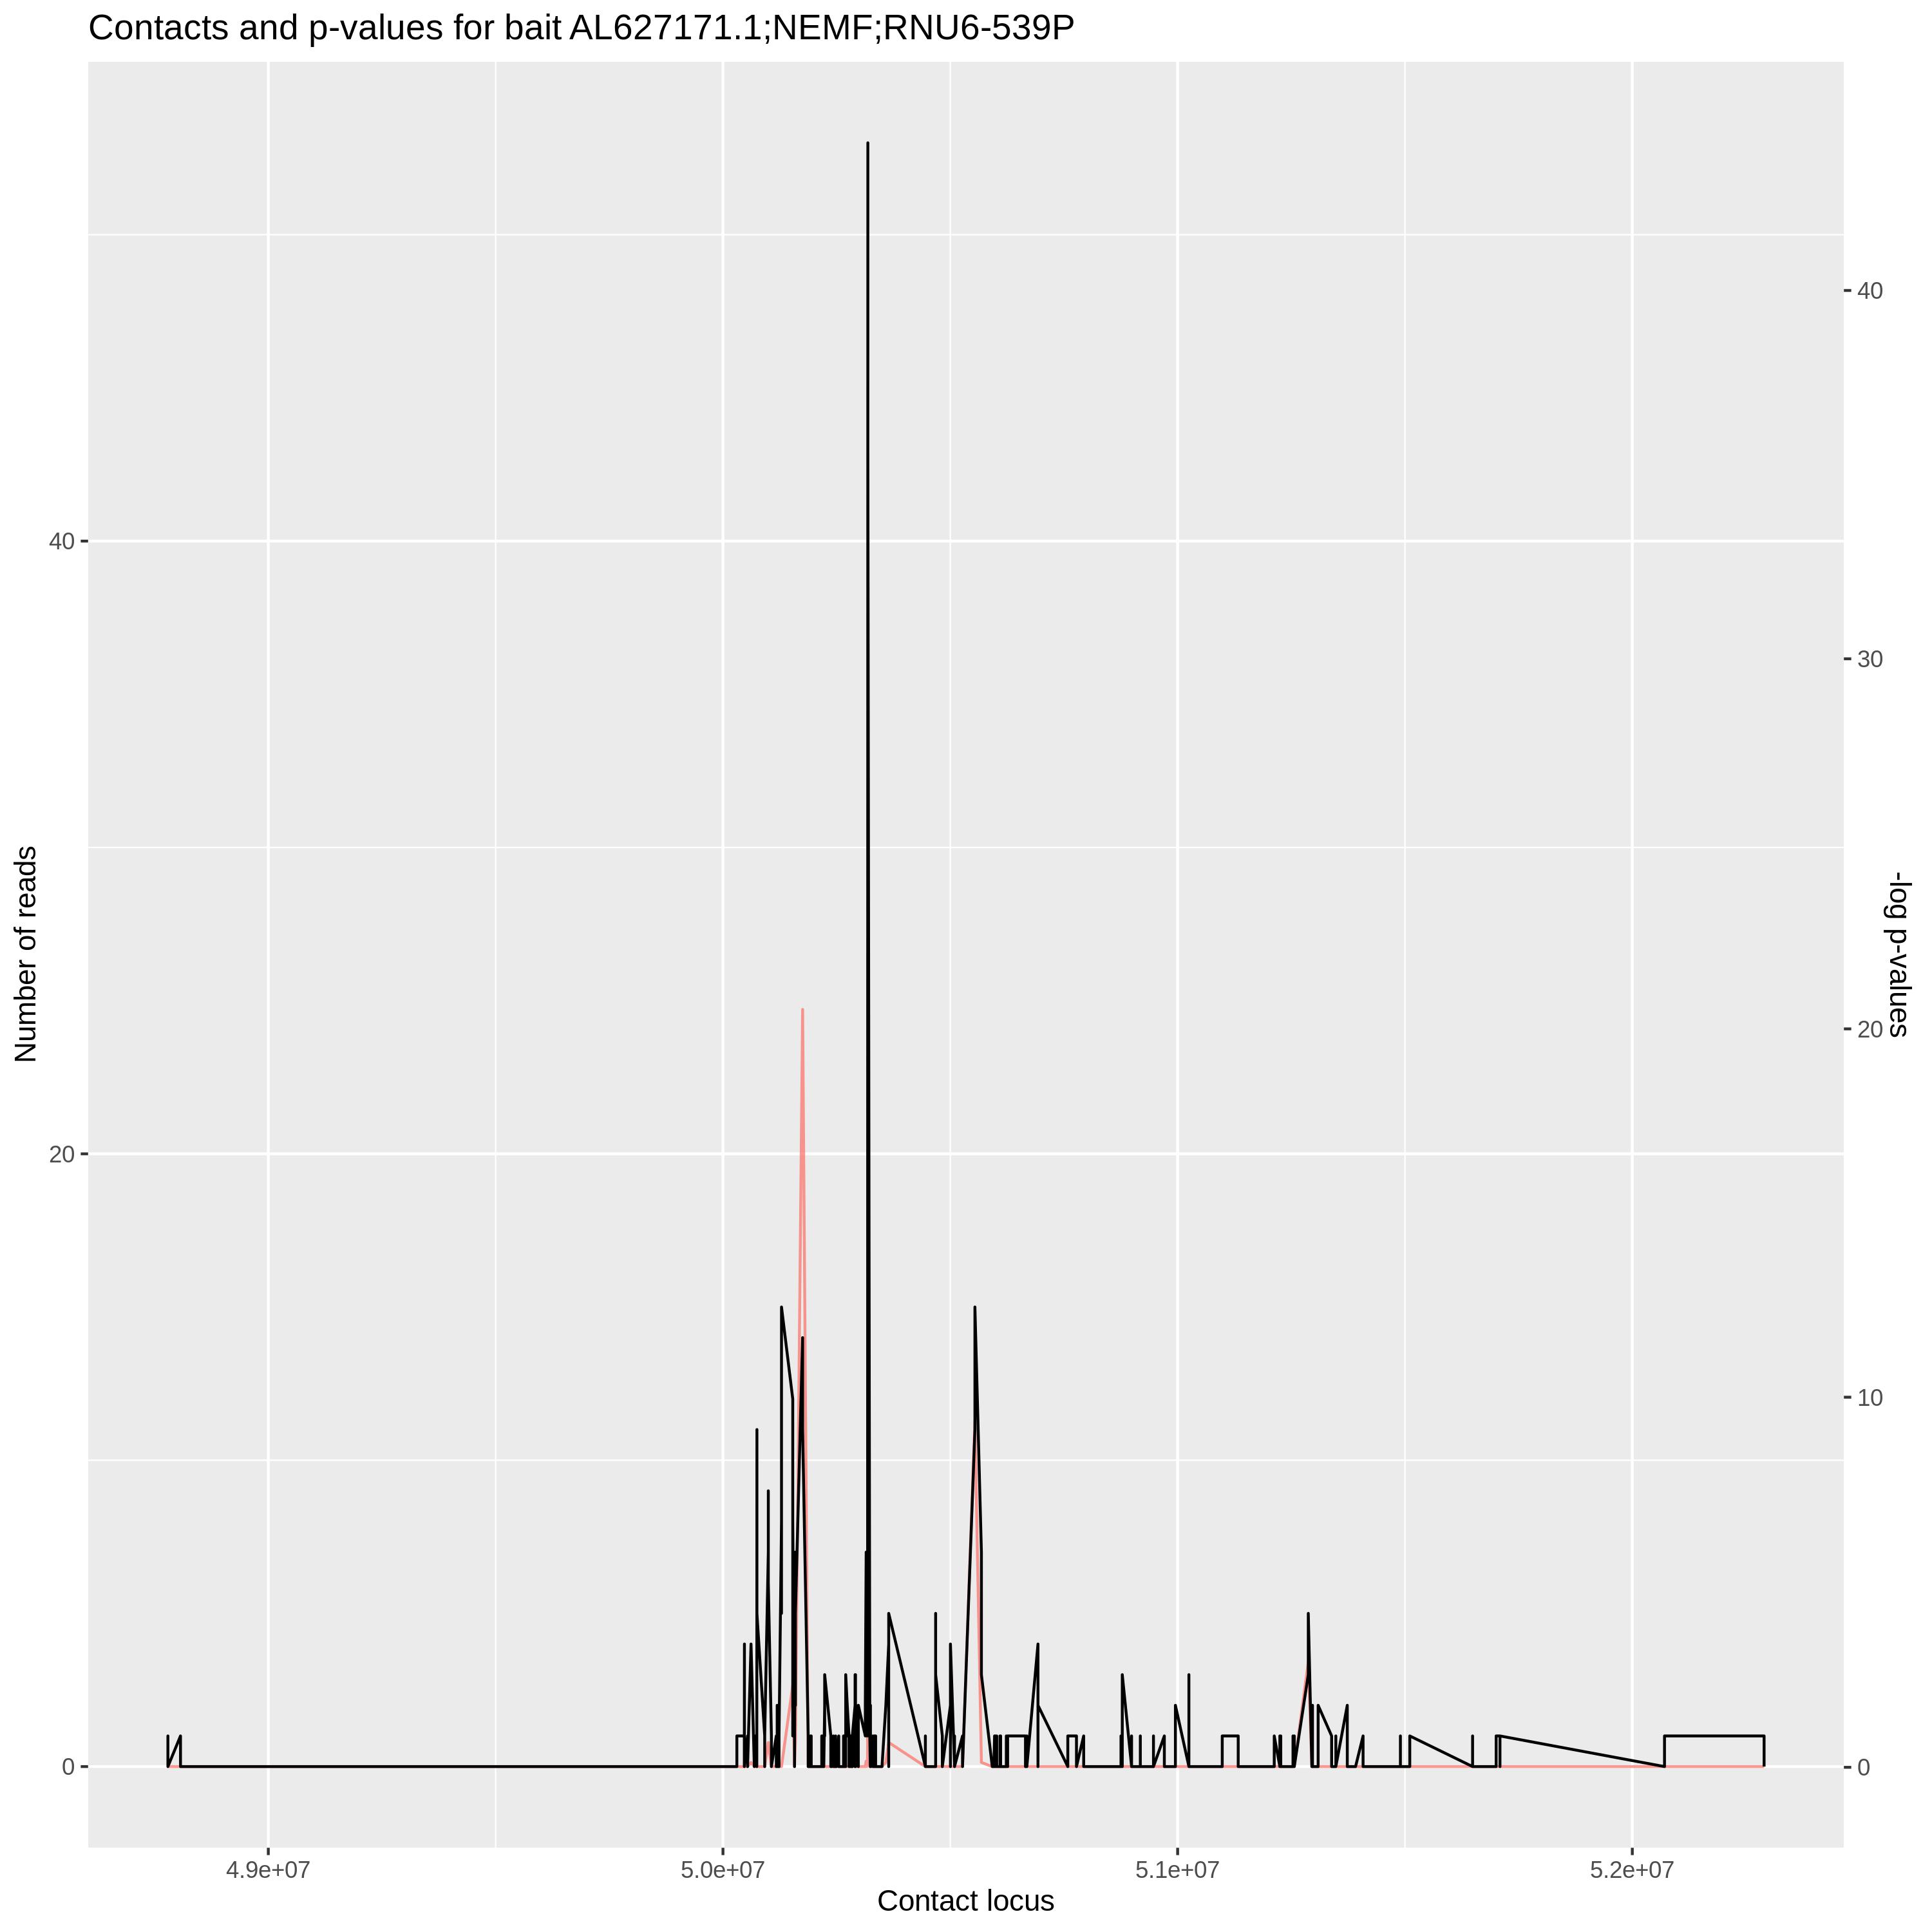 Contacts and p-values for bait AL627171.1;NEMF;RNU6-539P
Number of reads
40
20
0
40
30
20
10
0
-log p-values
4.9e+07
5.0e+07
5.1e+07
5.2e+07
Contact locus